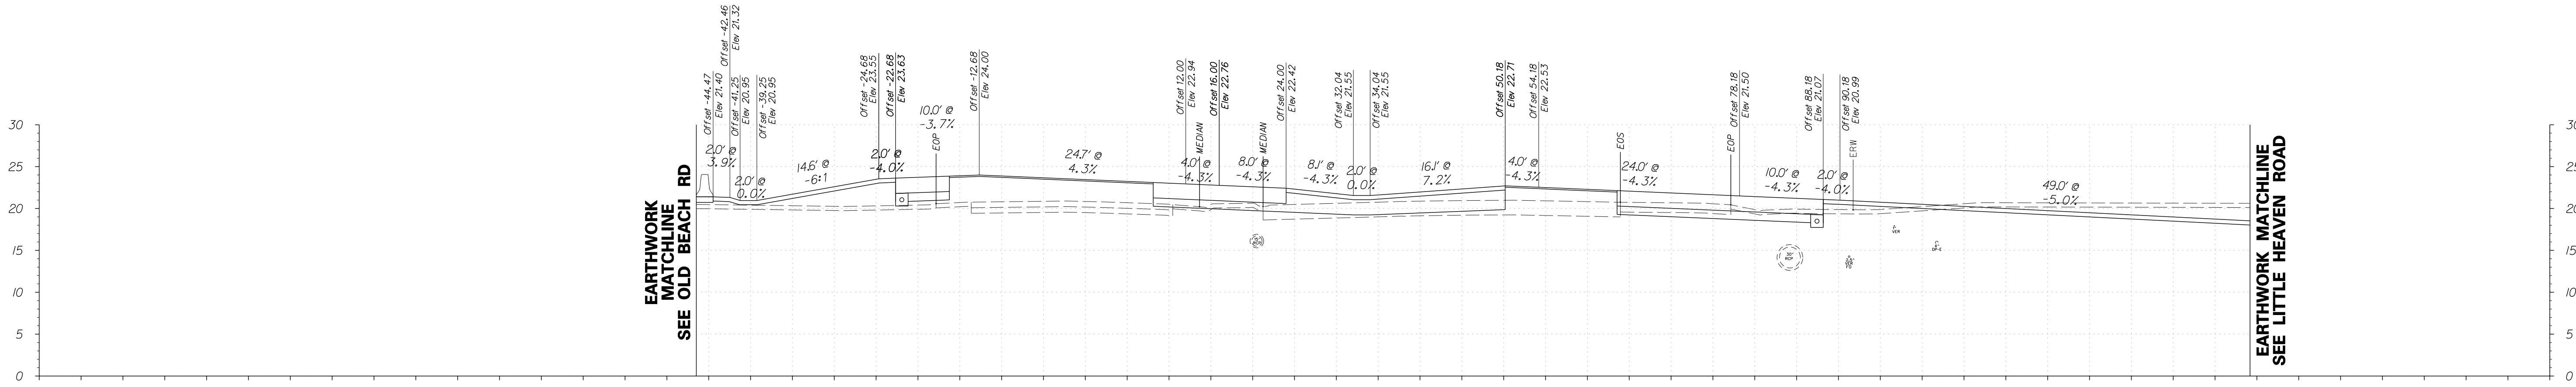 Offset -44.47
Elev 21.40
Offset -42.46
Elev 21.32
Offset -41.25
Elev 20.95
Offset -39.25
Elev 20.95
Offset -24.68
Elev 23.55
Offset -22.68
Elev 23.63
Offset -12.68
Elev 24.00
Offset 12.00
Elev 22.94
Offset 16.00
Elev 22.76
Offset 24.00
Elev 22.42
Offset 32.04
Elev 21.55
Offset 34.04
Elev 21.55
Offset 50.18
Elev 22.71
Offset 54.18
Elev 22.53
Offset 78.18
Elev 21.50
Offset 88.18
Elev 21.07
Offset 90.18
Elev 20.99
2.0' @
3.9%
2.0' @
0.0%
14.6' @
-6:1
2.0' @
-4.0%
10.0' @
-3.7%
EOP
24.7' @
4.3%
4.0' @
-4.3%
MEDIAN
8.0' @
-4.3%
MEDIAN
8.1' @
-4.3%
2.0' @
0.0%
16.1' @
7.2%
4.0' @
-4.3%
EOS
24.0' @
-4.3%
EOP
10.0' @
-4.3%
2.0' @
-4.0%
ERW
49.0' @
-5.0%
30
25
20
15
10
5
0
30
25
20
15
10
5
0
EARTHWORK
MATCHLINE
SEE OLD BEACH RD
EARTHWORK MATCHLINE
SEE LITTLE HEAVEN ROAD
RCP
VER